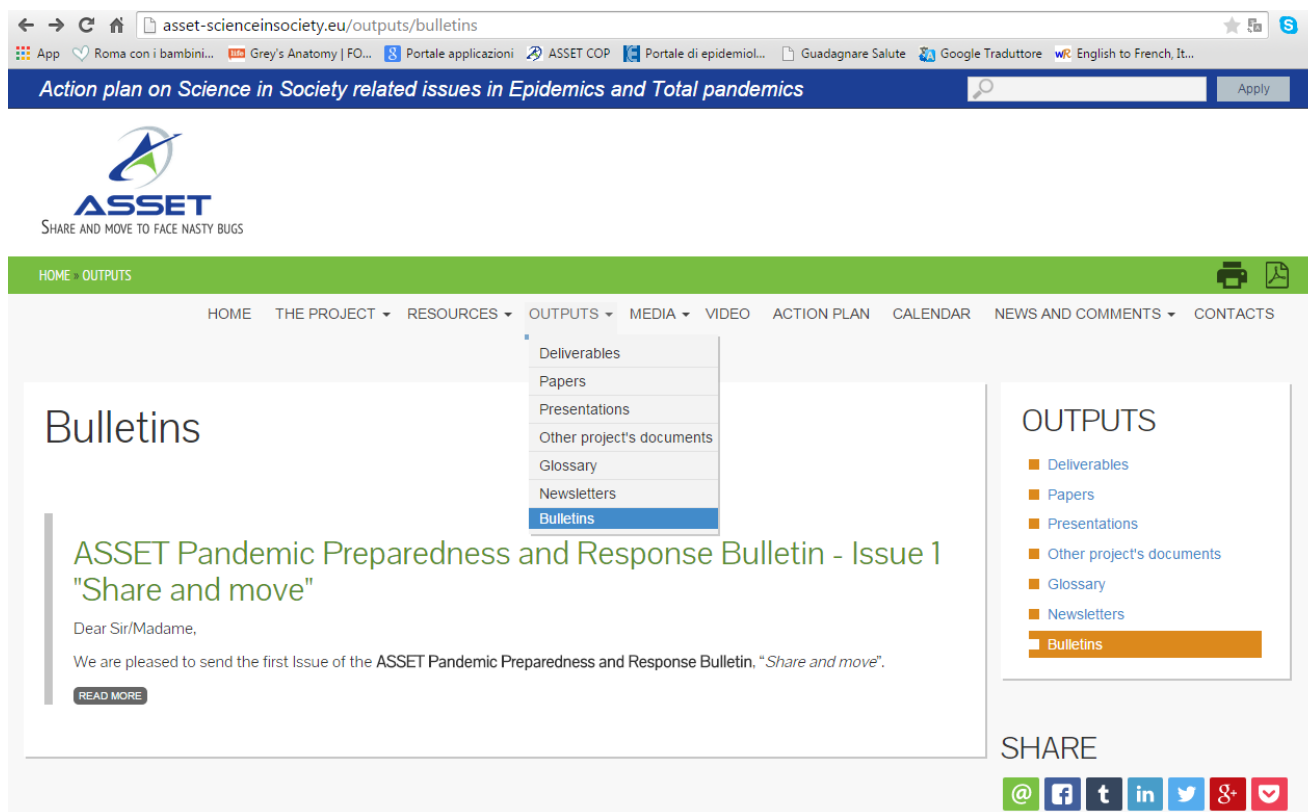 asset-scienceinsociety.eu/outputs/bulletins
App Roma con i bambini... life Grey's Anatomy | FO... 8 Portale applicazioni ASSET COP Portale di epidemiol... Guadagnare Salute Google Traduttore wR English to French, It...
Action plan on Science in Society related issues in Epidemics and Total pandemics Apply
ASSET
SHARE AND MOVE TO FACE NASTY BUGS
HOME » OUTPUTS
HOME THE PROJECT RESOURCES OUTPUTS MEDIA VIDEO ACTION PLAN CALENDAR NEWS AND COMMENTS CONTACTS
Deliverables
Papers
Presentations
Other project's documents
Glossary
Newsletters
Bulletins
Bulletins
ASSET Pandemic Preparedness and Response Bulletin - Issue 1
"Share and move"
Dear Sir/Madame,
We are pleased to send the first Issue of the ASSET Pandemic Preparedness and Response Bulletin, “Share and move”.
READ MORE
OUTPUTS
Deliverables
Papers
Presentations
Other project's documents
Glossary
Newsletters
Bulletins
SHARE
@ f t in 8+